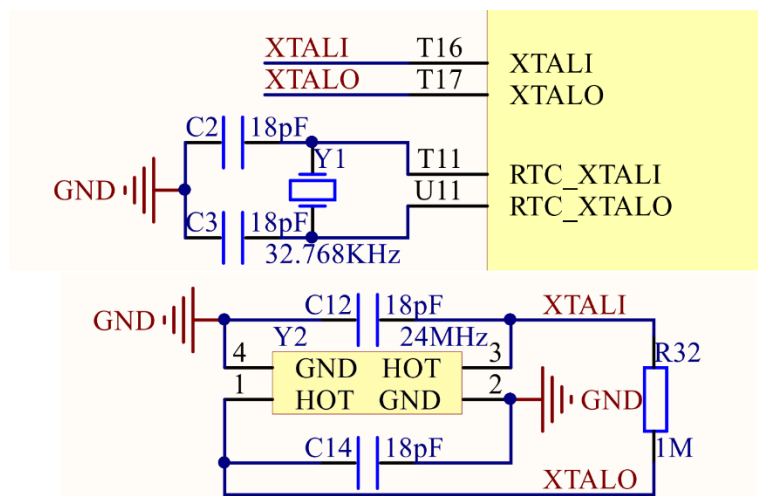 XTALI T16 XTALI
XTALO T17 XTALO
C2 18pF
Y1 T11 RTC_XTALI
GND U11 RTC_XTALO
C3 18pF
32.768KHz
C12 18pF XTALI
GND Y2 24MHz
4 GND HOT 3 R32
1 HOT GND 2 GND
C14 18pF 1M
XTALO